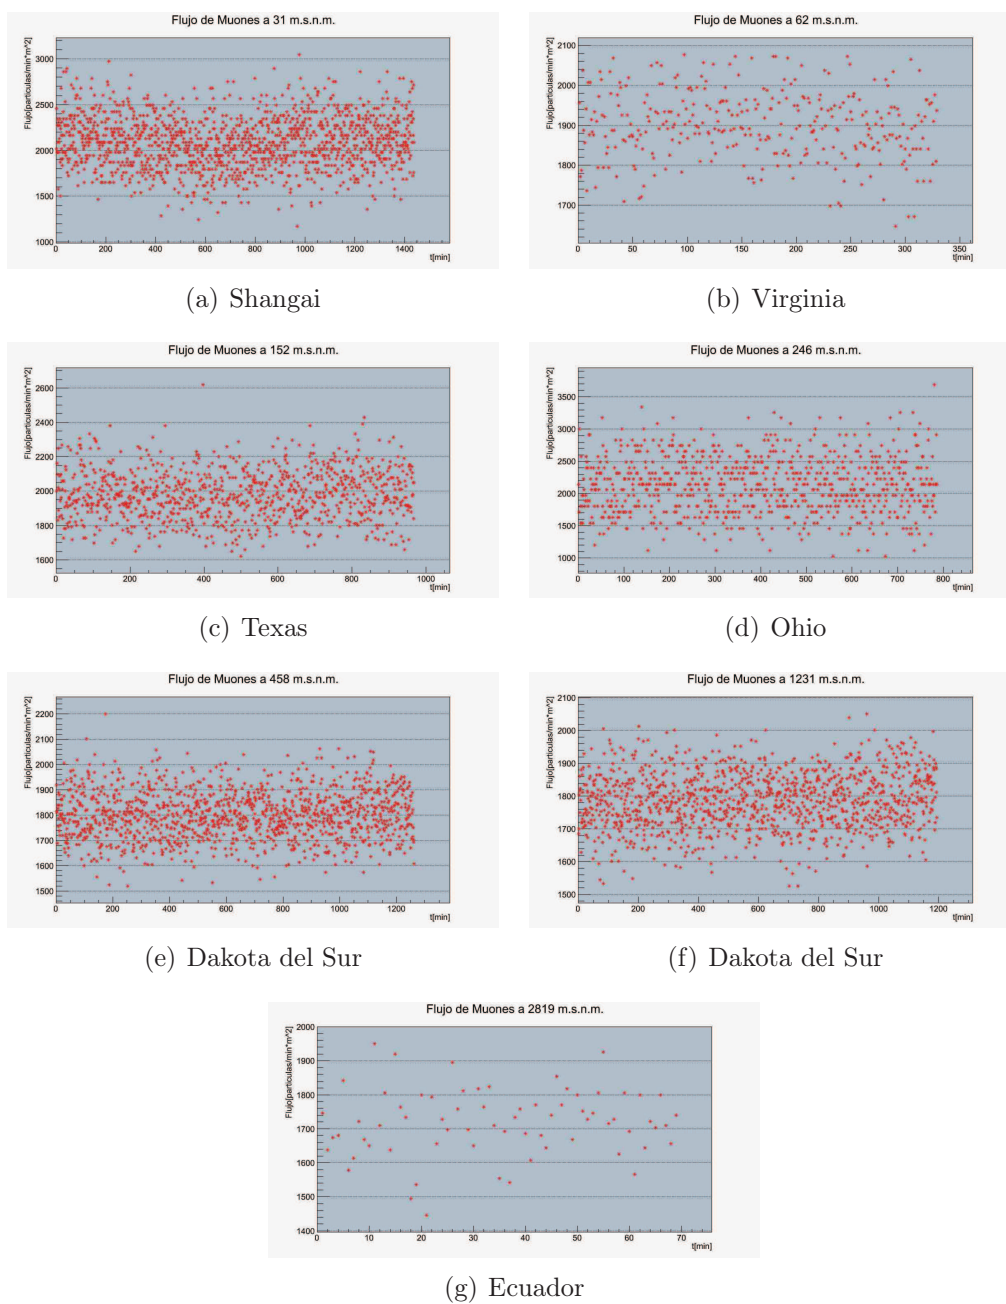 Flujo de Muones a 31 m.s.n.m.
Flujo[particulas/min*m^2]
3000
2500
2000
1500
1000
0 200 400 600 800 1000 1200 1400
t[min]
(a) Shangai
Flujo de Muones a 62 m.s.n.m.
Flujo[particulas/min*m^2]
2100
2000
1900
1800
1700
0 50 100 150 200 250 300 350
t[min]
(b) Virginia
Flujo de Muones a 152 m.s.n.m.
Flujo[particulas/min*m^2]
2600
2400
2200
2000
1800
1600
0 200 400 600 800 1000
t[min]
(c) Texas
Flujo de Muones a 246 m.s.n.m.
Flujo[particulas/min*m^2]
3500
3000
2500
2000
1500
1000
0 100 200 300 400 500 600 700 800
t[min]
(d) Ohio
Flujo de Muones a 458 m.s.n.m.
Flujo[particulas/min*m^2]
2200
2100
2000
1900
1800
1700
1600
1500
0 200 400 600 800 1000 1200
t[min]
(e) Dakota del Sur
Flujo de Muones a 1231 m.s.n.m.
Flujo[particulas/min*m^2]
2100
2000
1900
1800
1700
1600
1500
0 200 400 600 800 1000 1200
t[min]
(f) Dakota del Sur
Flujo de Muones a 2819 m.s.n.m.
Flujo[particulas/min*m^2]
2000
1900
1800
1700
1600
1500
1400
0 10 20 30 40 50 60 70
t[min]
(g) Ecuador